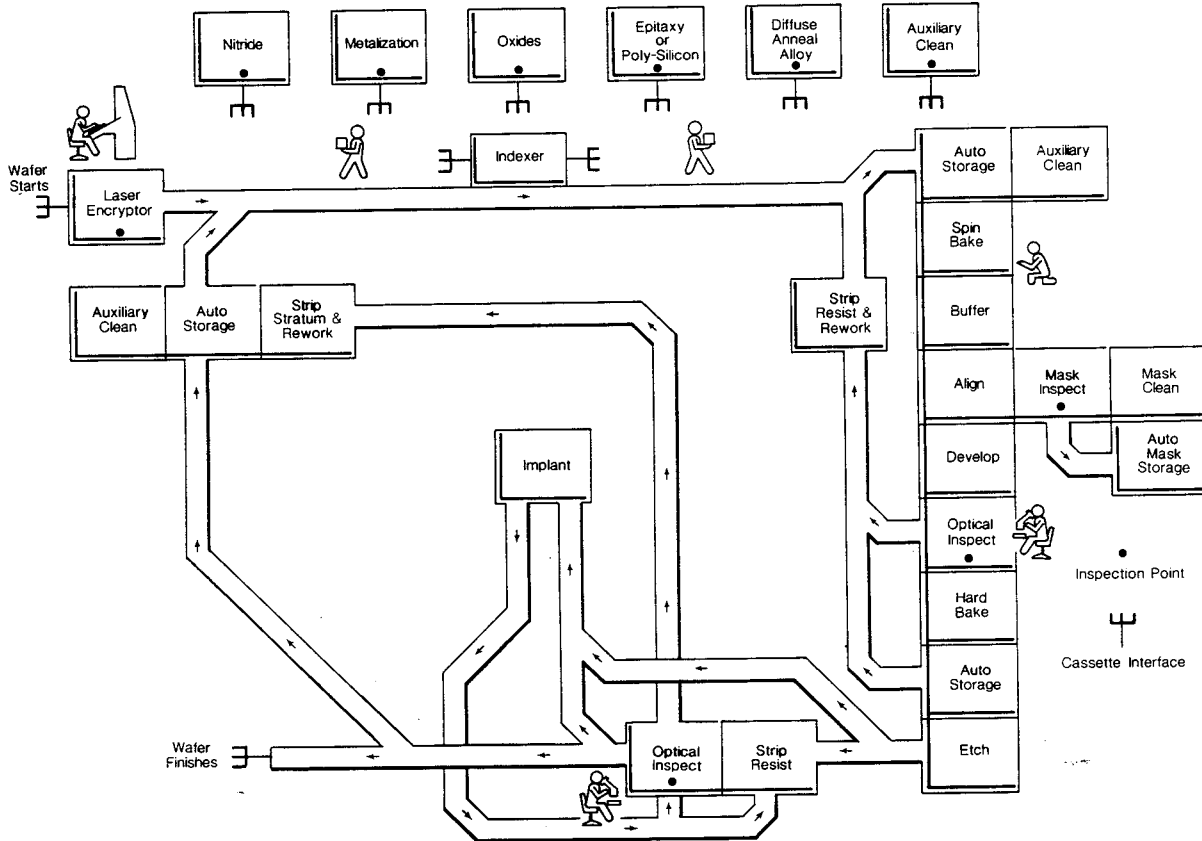 Nitride
Metalization
Oxides
Epitaxy
or
Poly-Silicon
Diffuse
Anneal
Alloy
Auxiliary
Clean
Wafer
Starts
Laser
Encryptor
Indexer
Auto
Storage
Auxiliary
Clean
Spin
Bake
Auxiliary
Clean
Auto
Storage
Strip
Stratum &
Rework
Strip
Resist &
Rework
Buffer
Align
Mask
Inspect
Mask
Clean
Implant
Develop
Auto
Mask
Storage
Optical
Inspect
Inspection Point
Hard
Bake
Cassette Interface
Auto
Storage
Wafer
Finishes
Optical
Inspect
Strip
Resist
Etch